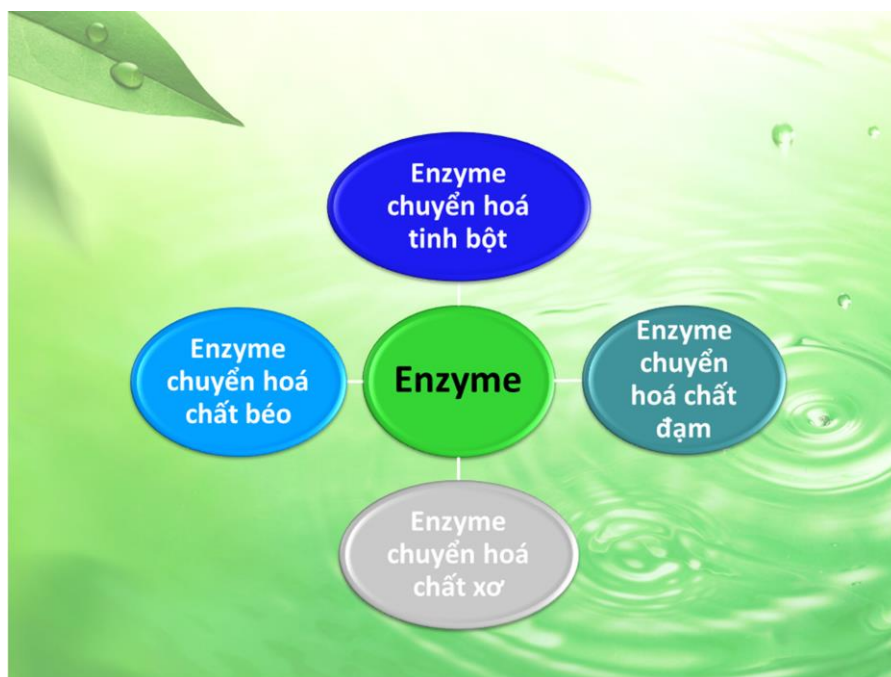 Enzyme
chuyển hoá
tinh bột
Enzyme
chuyển hoá
chất béo
Enzyme
Enzyme
chuyển
hoá chất
đạm
Enzyme
chuyển hoá
chất xơ